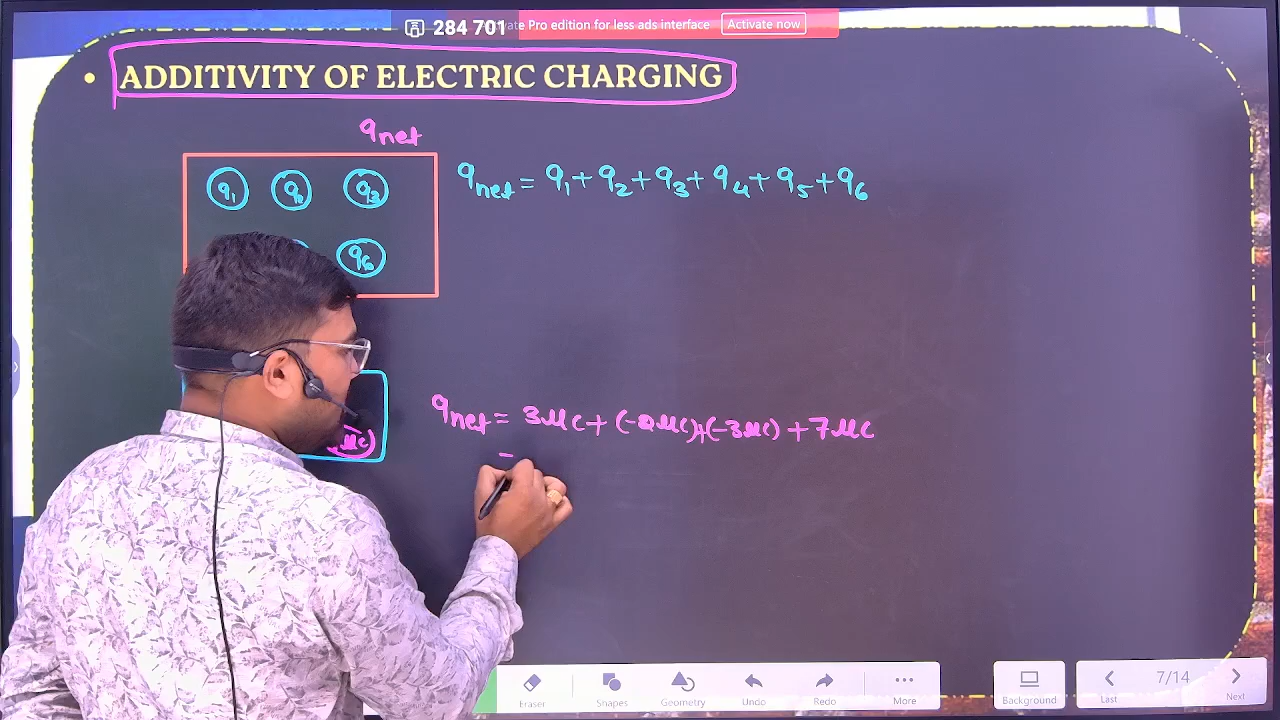 284 701
ate Pro edition for less ads interface Activate now
• ADDITIVITY OF ELECTRIC CHARGING
qnet
q1 q2 q3 qnet = q1 + q2 + q3 + q4 + q5 + q6
q6
qnet = 3μC + (-2μC) + (-3μC) + 7μC
=
Eraser Shapes Geometry Undo Redo More Background Last 7/14 Next